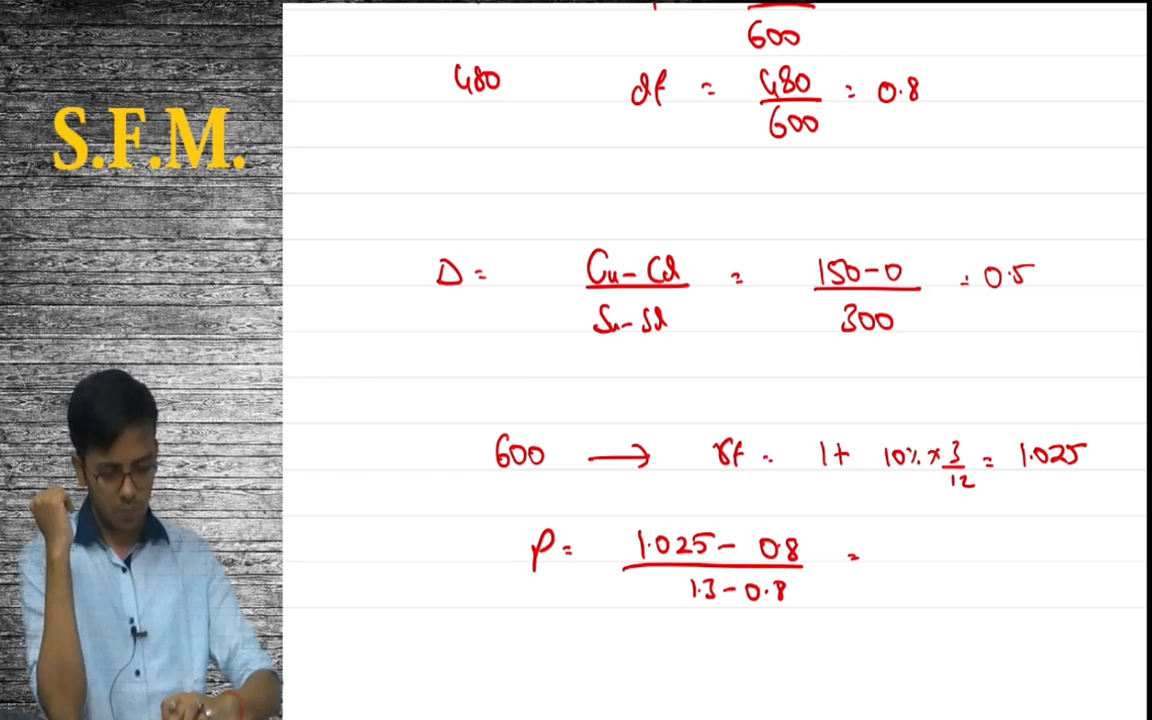 600
480 df = 480/600 = 0.8
S.F.M.
Δ = Cu - Cd/Su - Sd = 150 - 0/300 = 0.5
600 → rf = 1 + 10% × 3/12 = 1.025
P = 1.025 - 0.8/1.3 - 0.8 =